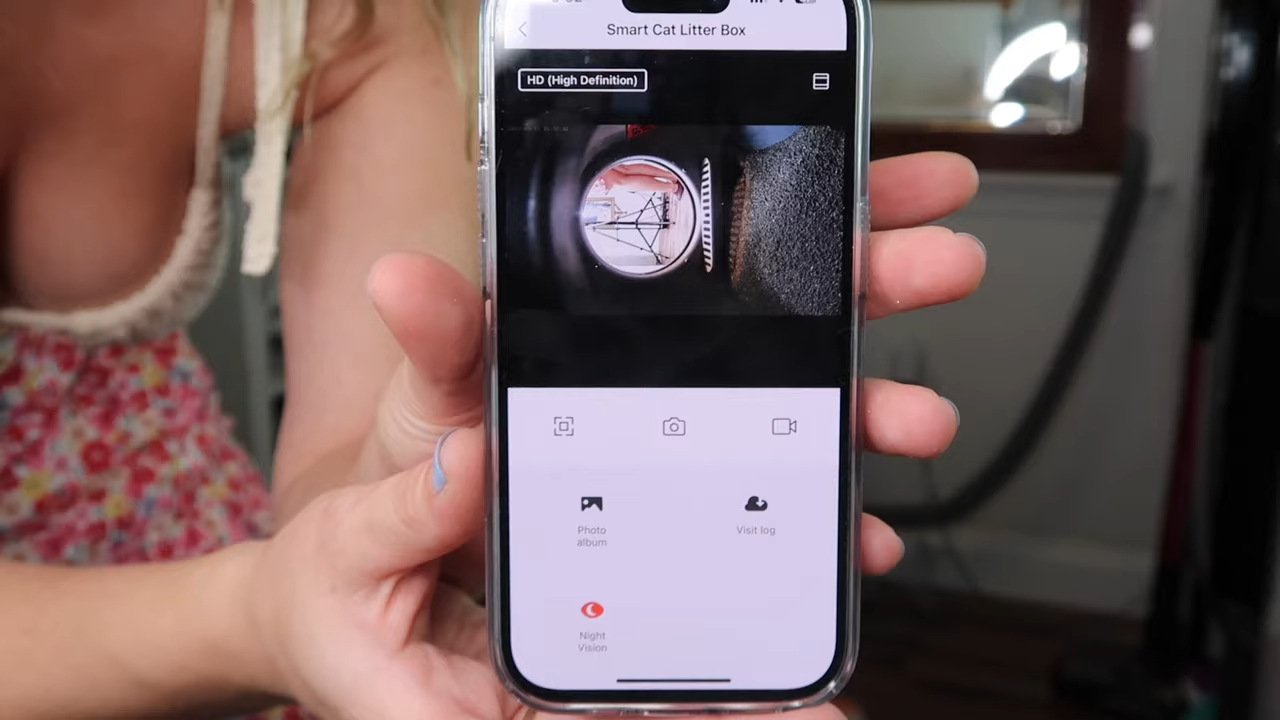 Smart Cat Litter Box
HD (High Definition)
Photo
album
Visit log
Night
Vision